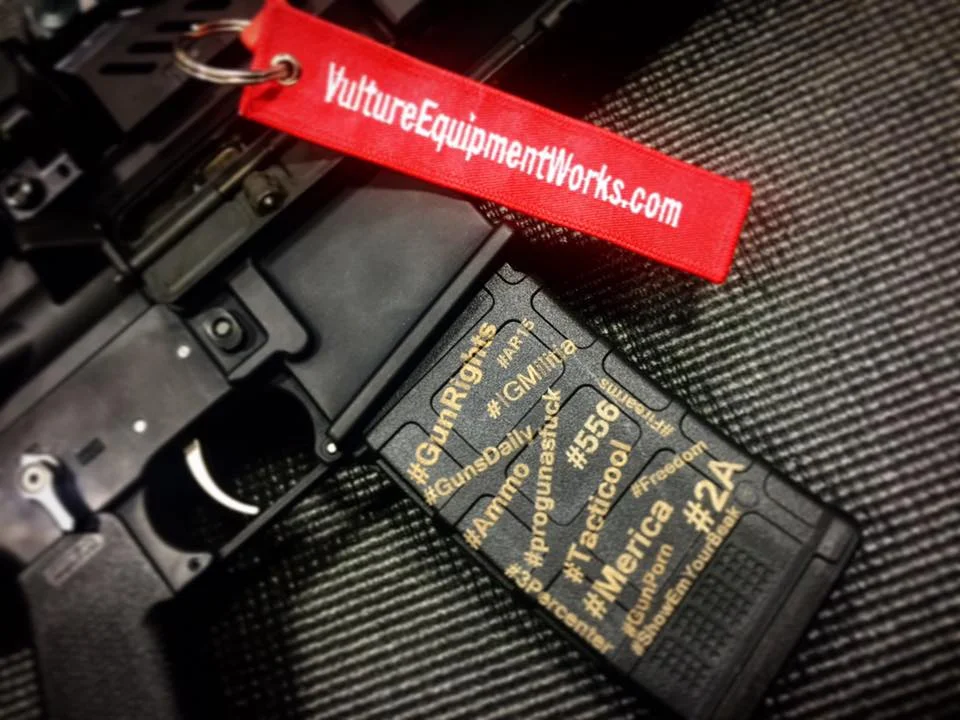 VultureEquipmentWorks.com
#GunRights
#AR15
#IGMilitia
#GunsDaily
#Ammo
#progunasfuck
#556
#Firearms
#Tacticool
#Freedom
#3Percenter
#Merica
#2A
#GunPorn
#ShowEmYourBeak